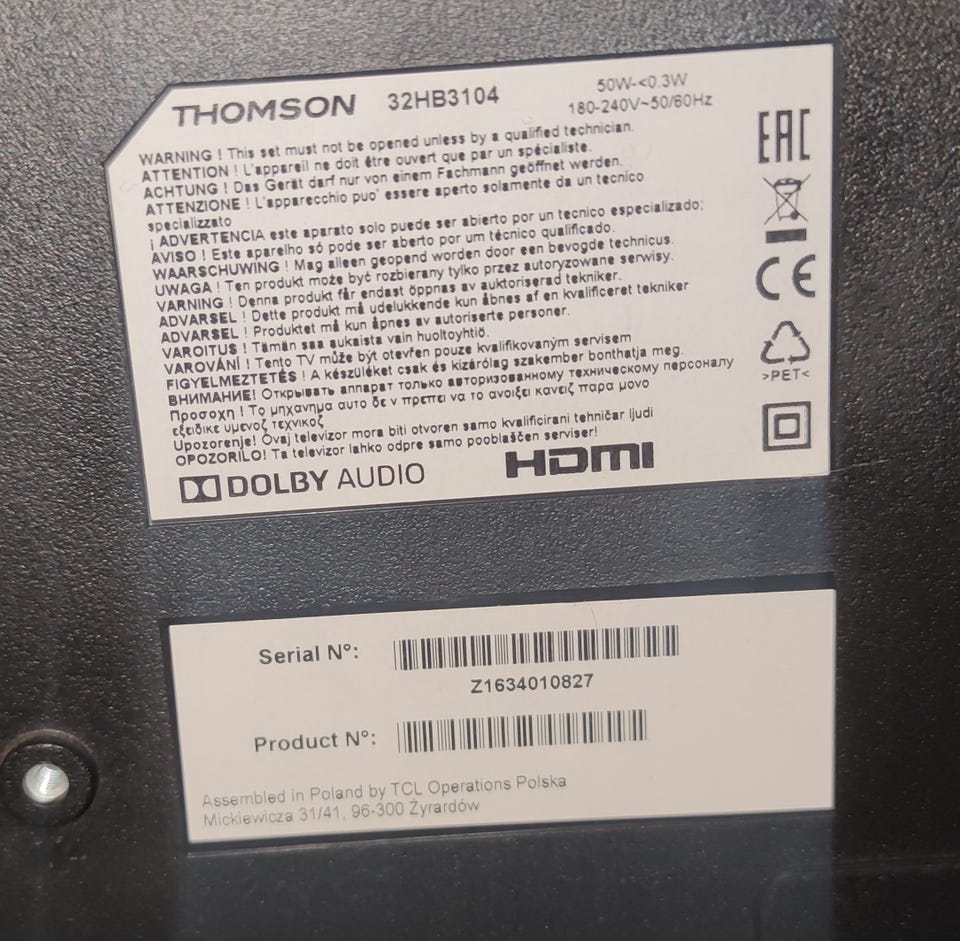 THOMSON 32HB3104
50W-<0.3W
180-240V~50/60Hz
WARNING ! This set must not be opened unless by a qualified technician.
ATTENTION ! L'appareil ne doit être ouvert que par un spécialiste.
ACHTUNG ! Das Gerät darf nur von einem Fachmann geöffnet werden.
ATTENZIONE ! L'apparecchio puo' essere aperto solamente da un tecnico
specializzato
¡ ADVERTENCIA este aparato solo puede ser abierto por un tecnico especializado;
AVISO ! Este aparelho só pode ser aberto por um técnico qualificado.
WAARSCHUWING ! Mag alleen geopend worden door een bevogde technicus.
UWAGA ! Ten produkt może być rozbierany tylko przez autoryzowane serwisy.
VARNING ! Denna produkt får endast öppnas av auktoriserad tekniker.
ADVARSEL ! Dette produkt må udelukkende kun åbnes af en kvalificeret tekniker
ADVARSEL ! Produktet må kun åpnes av autoriserte personer.
VAROITUS ! Tämän saa aukaista vain huoltoyhtiö.
VAROVÁNÍ ! Tento TV může být otevřen pouze kvalifikovaným servisem
FIGYELMEZTETÉS ! A készüléket csak és kizárólag szakember bonthatja meg.
ВНИМАНИЕ! Открывать аппарат только авторизованному техническому персоналу
Προσοχη ! Το μηχανημα αυτο δε ν πρεπει να το ανοιξει κανεις παρα μονο
εξειδικε υμενος τεχνικος
Upozorenje! Ovaj televizor mora biti otvoren samo kvalificirani tehničar ljudi
OPOZORILO! Ta televizor lahko odpre samo pooblaščen serviser!
DOLBY AUDIO HDMI
EAC
CE
>PET<
Serial N°:
Z1634010827
Product N°:
Assembled in Poland by TCL Operations Polska
Mickiewicza 31/41, 96-300 Żyrardów